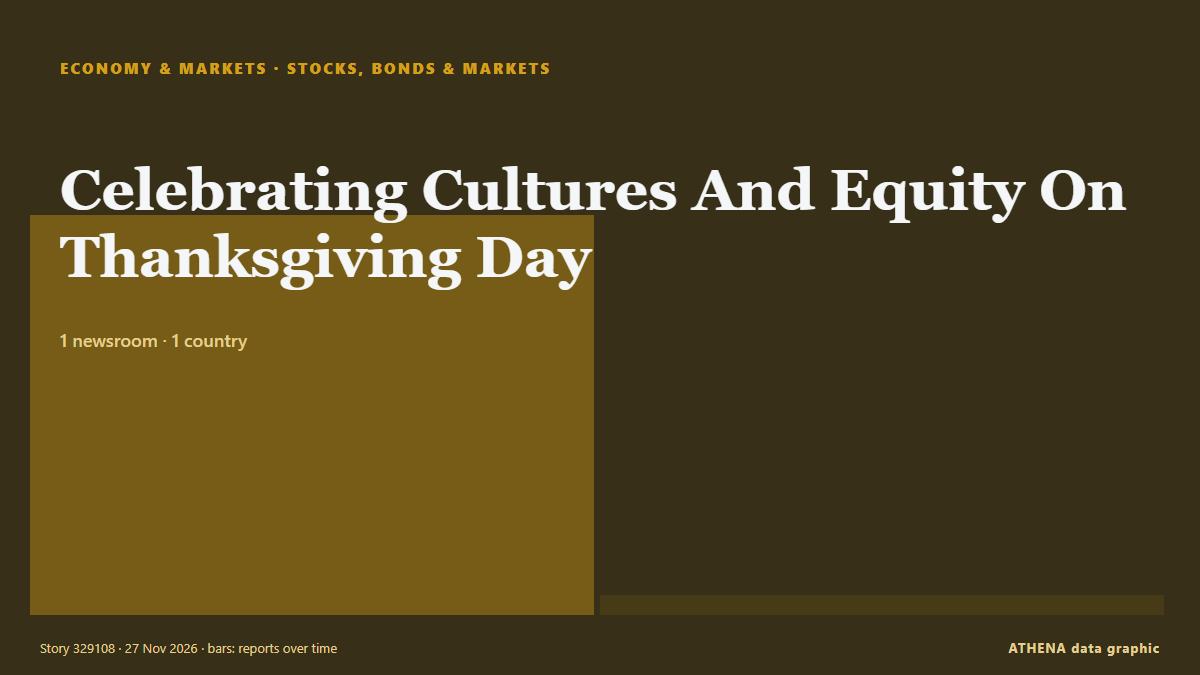 ECONOMY & MARKETS · STOCKS, BONDS & MARKETS
Celebrating Cultures And Equity On
Thanksgiving Day
1 newsroom · 1 country
Story 329108 · 27 Nov 2026 · bars: reports over time
ATHENA data graphic